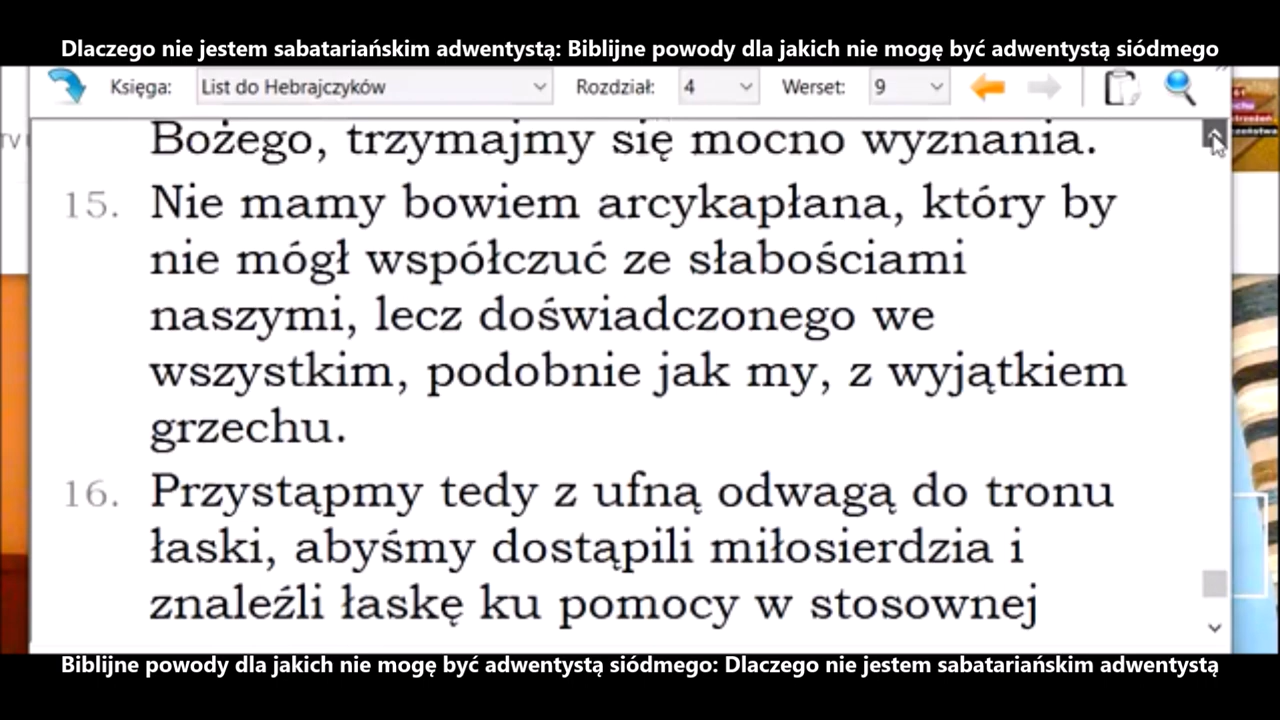 Dlaczego nie jestem sabatariańskim adwentystą: Biblijne powody dla jakich nie mogę być adwentystą siódmego
Księga: List do Hebrajczyków Rozdział: 4 Werset: 9
Bożego, trzymajmy się mocno wyznania.
15. Nie mamy bowiem arcykapłana, który by
nie mógł współczuć ze słabościami
naszymi, lecz doświadczonego we
wszystkim, podobnie jak my, z wyjątkiem
grzechu.
16. Przystąpmy tedy z ufną odwagą do tronu
łaski, abyśmy dostąpili miłosierdzia i
znaleźli łaskę ku pomocy w stosownej
Biblijne powody dla jakich nie mogę być adwentystą siódmego: Dlaczego nie jestem sabatariańskim adwentystą